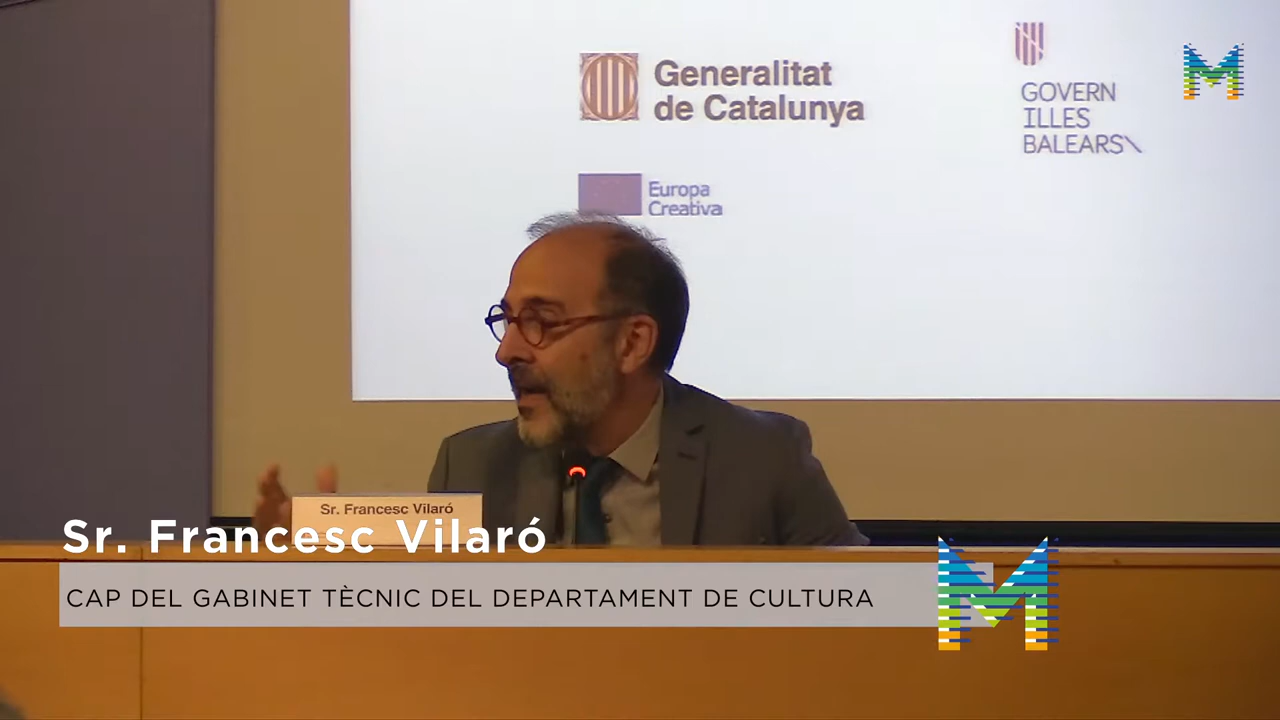 Generalitat
de Catalunya
GOVERN
ILLES
BALEARS
Europa
Creativa
M
Sr. Francesc Vilaró
Sr. Francesc Vilaró
CAP DEL GABINET TÈCNIC DEL DEPARTAMENT DE CULTURA
M